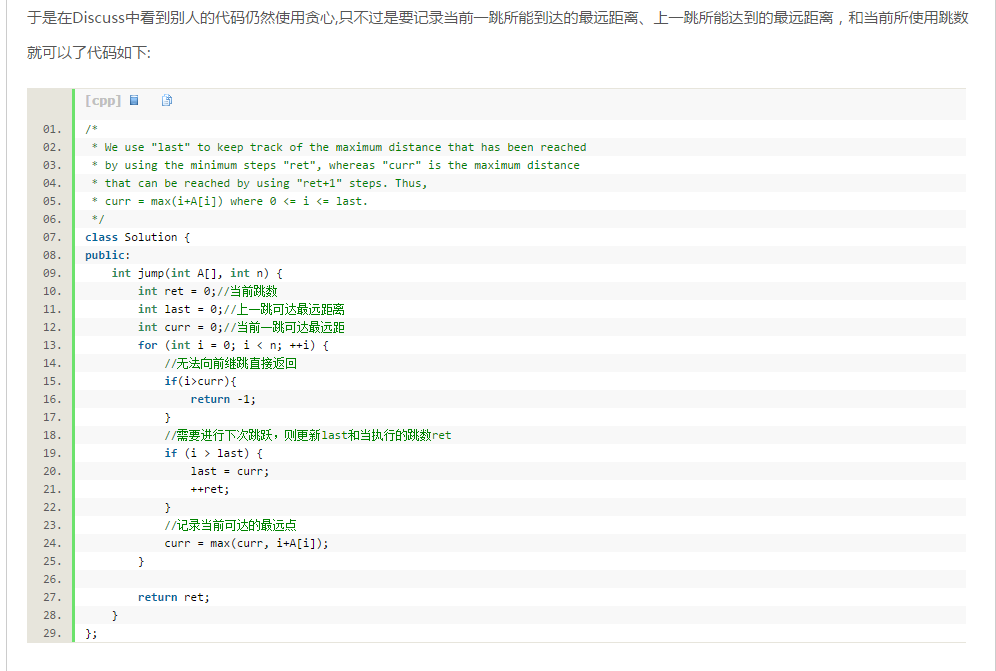 于是在Discuss中看到别人的代码仍然使用贪心,只不过是要记录当前一跳所能到达的最远距离、上一跳所能达到的最远距离，和当前所使用跳数
就可以了代码如下:
[cpp]
01. /*
02.  * We use "last" to keep track of the maximum distance that has been reached
03.  * by using the minimum steps "ret", whereas "curr" is the maximum distance
04.  * that can be reached by using "ret+1" steps. Thus,
05.  * curr = max(i+A[i]) where 0 <= i <= last.
06.  */
07. class Solution {
08. public:
09.     int jump(int A[], int n) {
10.         int ret = 0;//当前跳数
11.         int last = 0;//上一跳可达最远距离
12.         int curr = 0;//当前一跳可达最远距
13.         for (int i = 0; i < n; ++i) {
14.             //无法向前继跳直接返回
15.             if(i>curr){
16.                 return -1;
17.             }
18.             //需要进行下次跳跃，则更新last和当执行的跳数ret
19.             if (i > last) {
20.                 last = curr;
21.                 ++ret;
22.             }
23.             //记录当前可达的最远点
24.             curr = max(curr, i+A[i]);
25.         }
26.
27.         return ret;
28.     }
29. };